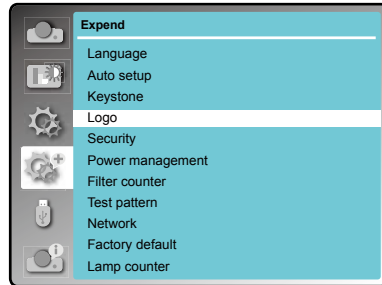 Expend
Language
Auto setup
Keystone
Logo
Security
Power management
Filter counter
Test pattern
Network
Factory default
Lamp counter